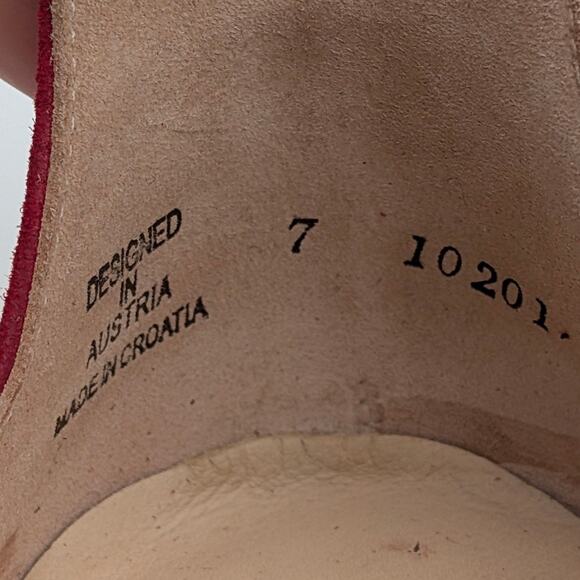 DESIGNED
IN
AUSTRIA
MADE IN CROATIA
7 10201.